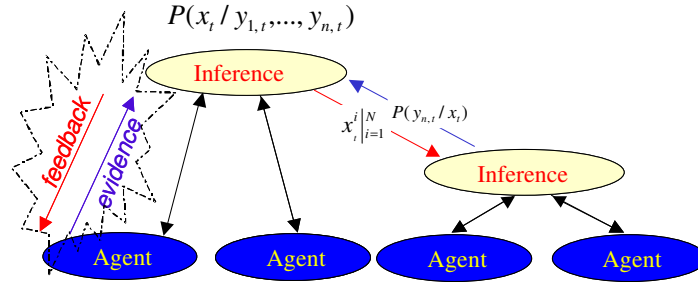 P(x_t / y_{1,t},..., y_{n,t})
Inference
feedback
evidence
x_t^i|_{i=1}^N
P(y_{n,t} / x_t)
Inference
Agent
Agent
Agent
Agent